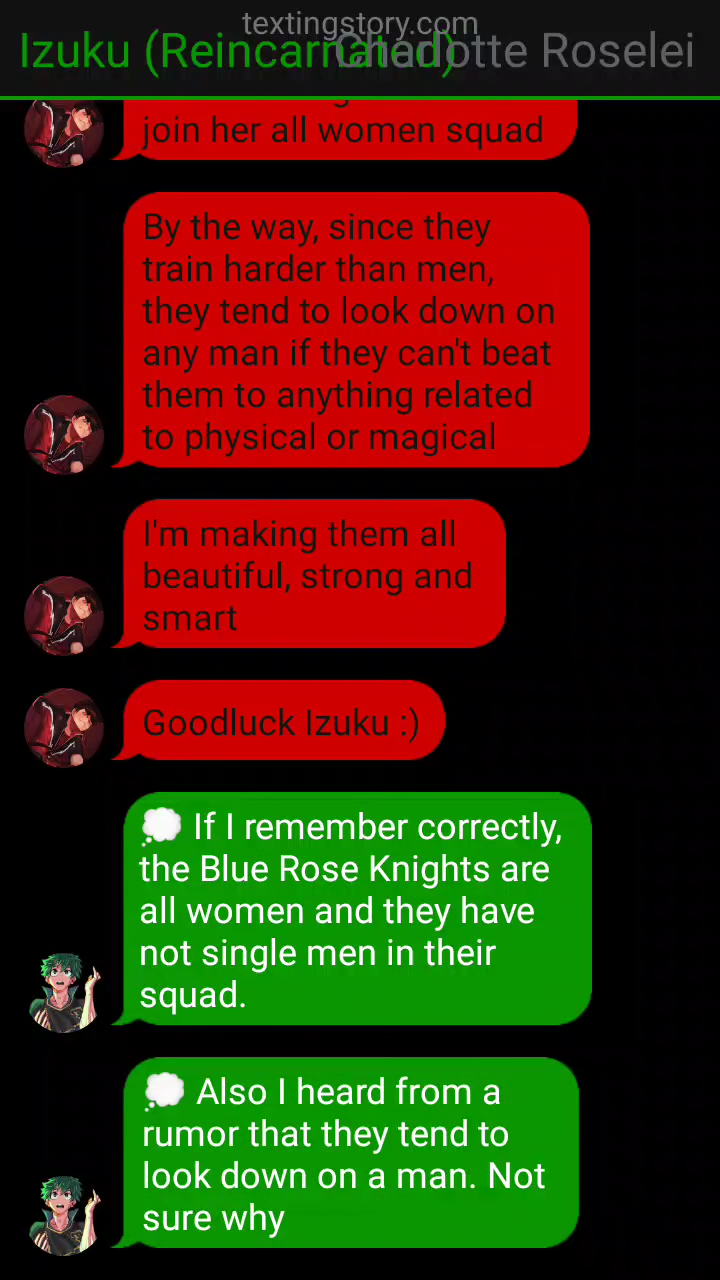 textingstory.com
Izuku (Reincarnated)
Charlotte Roselei
join her all women squad
By the way, since they
train harder than men,
they tend to look down on
any man if they can't beat
them to anything related
to physical or magical
I'm making them all
beautiful, strong and
smart
Goodluck Izuku :)
💭 If I remember correctly,
the Blue Rose Knights are
all women and they have
not single men in their
squad.
💭 Also I heard from a
rumor that they tend to
look down on a man. Not
sure why